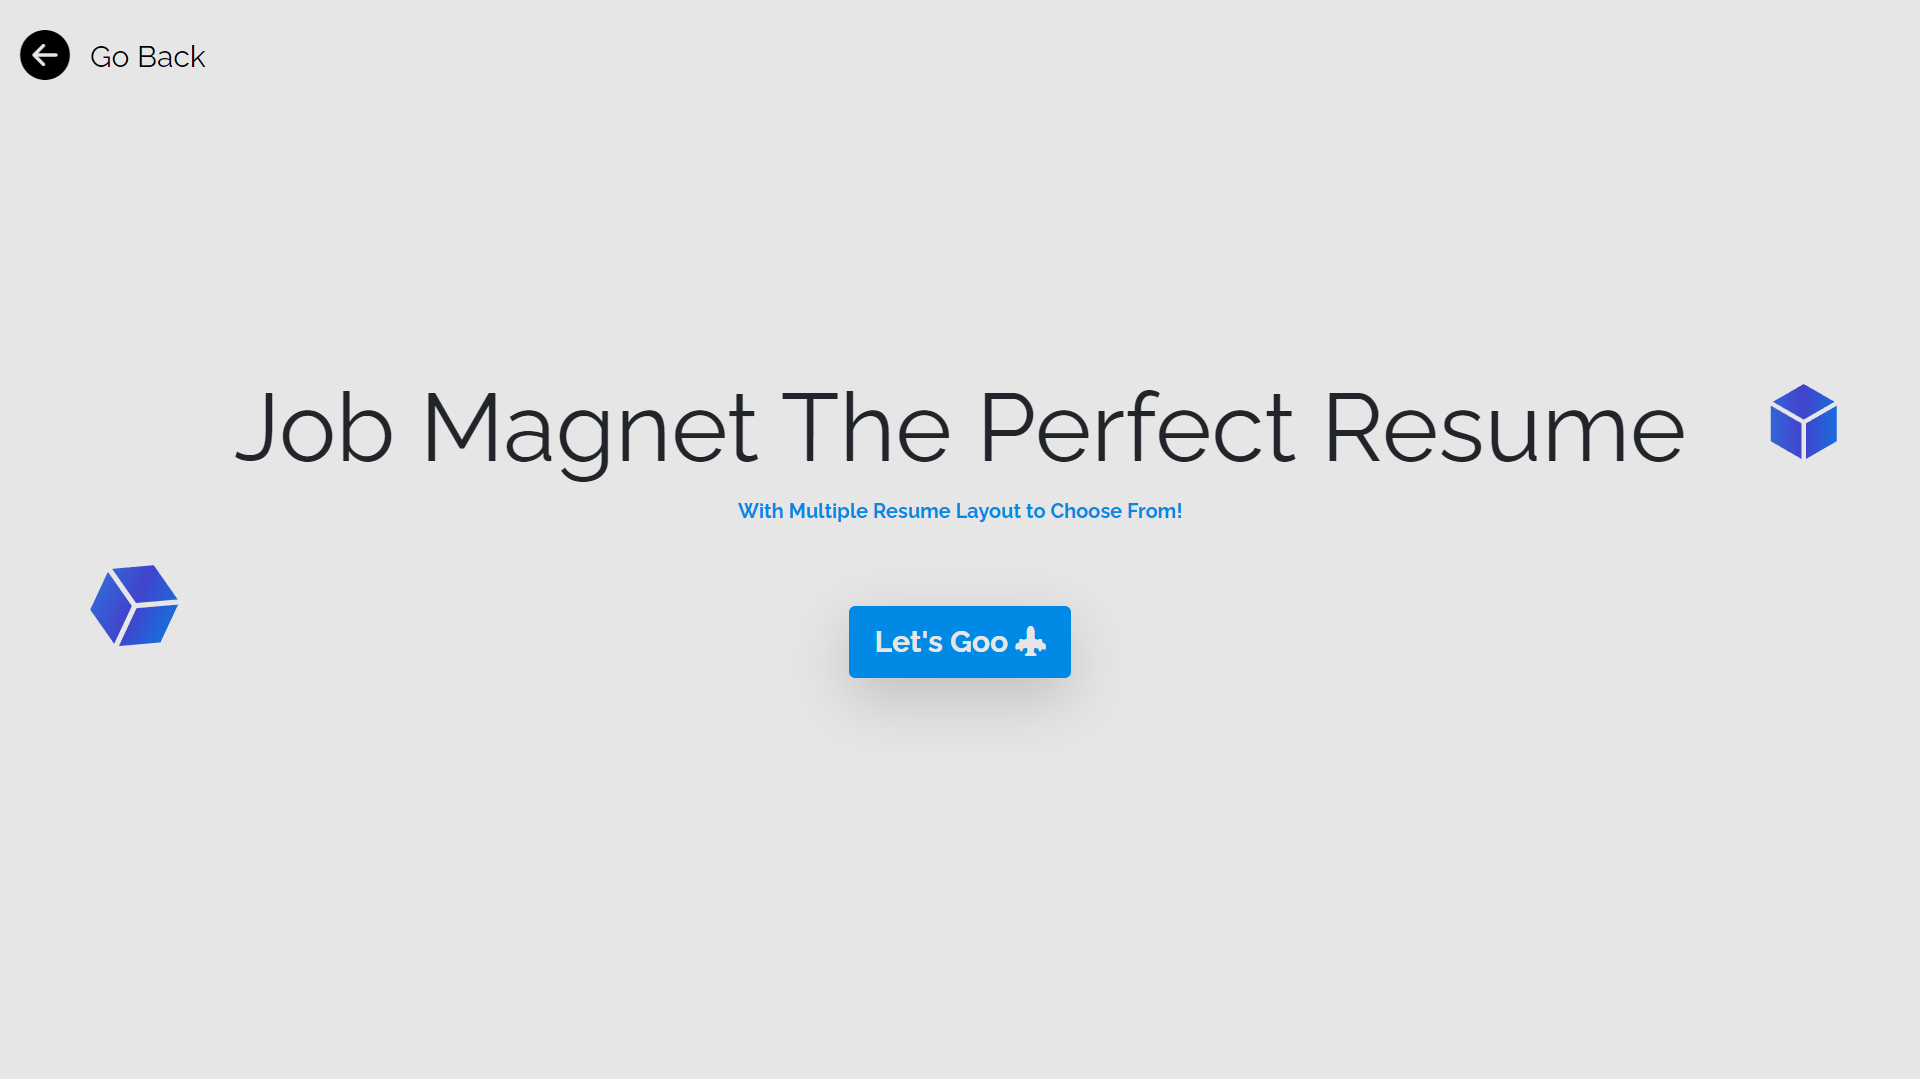 Go Back
Job Magnet The Perfect Resume
With Multiple Resume Layout to Choose From!
Let's Goo